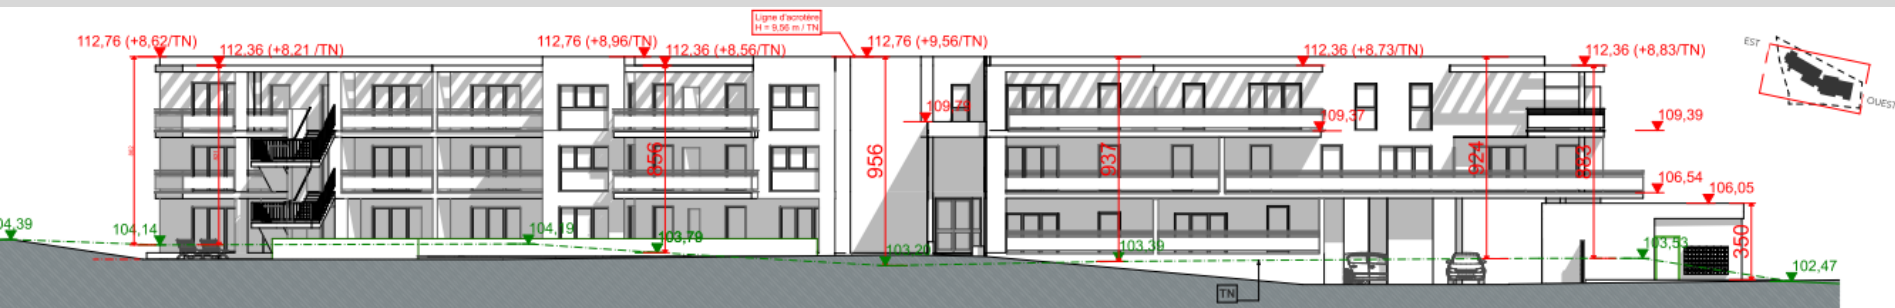 Ligne d'acrotère
H = 9,56 m / TN
112,76 (+8,62/TN)
112.36 (+8.21 /TN)
112,76 (+8,96/TN)
112.36 (+8,56/TN)
112,76 (+9,56/TN)
112.36 (+8.73/TN)
112,36 (+8,83/TN)
EST
OUEST
109,79
109,37
109,39
856
956
937
924
883
106,54
106,05
104,39
104,14
104,19
103,79
103,20
103,39
103,53
350
102,47
TN